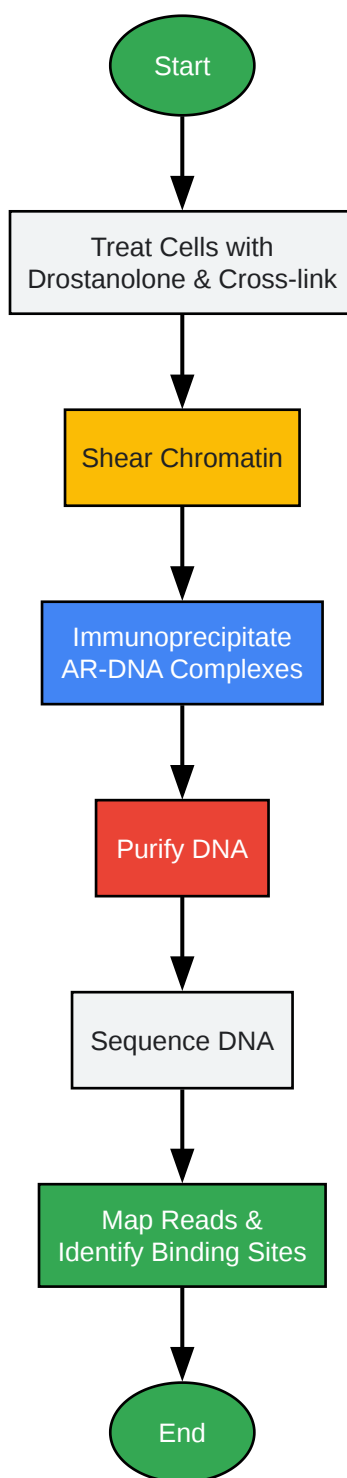 Start
Treat Cells with
Drostanolone & Cross-link
Shear Chromatin
Immunoprecipitate
AR-DNA Complexes
Purify DNA
Sequence DNA
Map Reads &
Identify Binding Sites
End